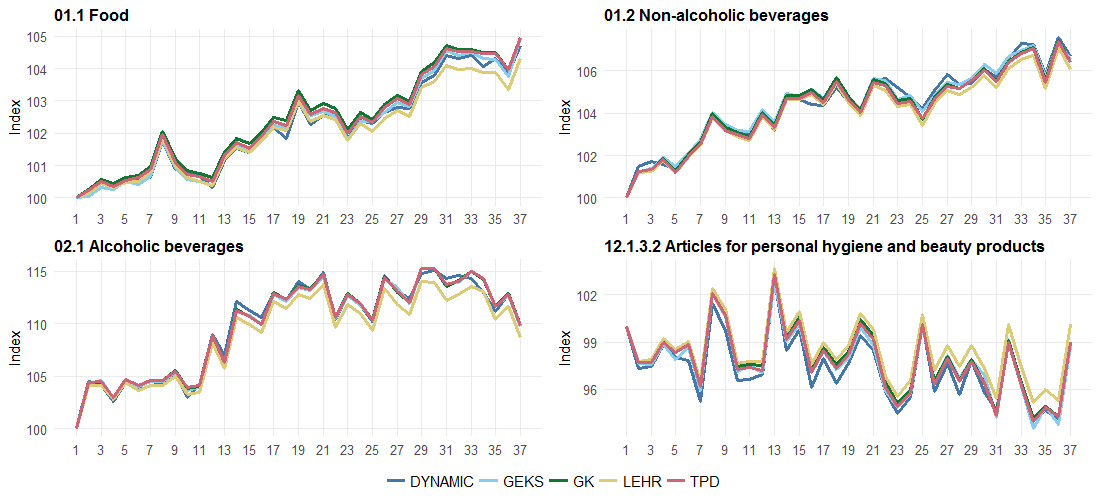 01.1 Food
Index
105
104
103
102
101
100
1 3 5 7 9 11 13 15 17 19 21 23 25 27 29 31 33 35 37
01.2 Non-alcoholic beverages
Index
106
104
102
100
1 3 5 7 9 11 13 15 17 19 21 23 25 27 29 31 33 35 37
02.1 Alcoholic beverages
Index
115
110
105
100
1 3 5 7 9 11 13 15 17 19 21 23 25 27 29 31 33 35 37
12.1.3.2 Articles for personal hygiene and beauty products
Index
102
99
96
1 3 5 7 9 11 13 15 17 19 21 23 25 27 29 31 33 35 37
DYNAMIC GEKS GK LEHR TPD